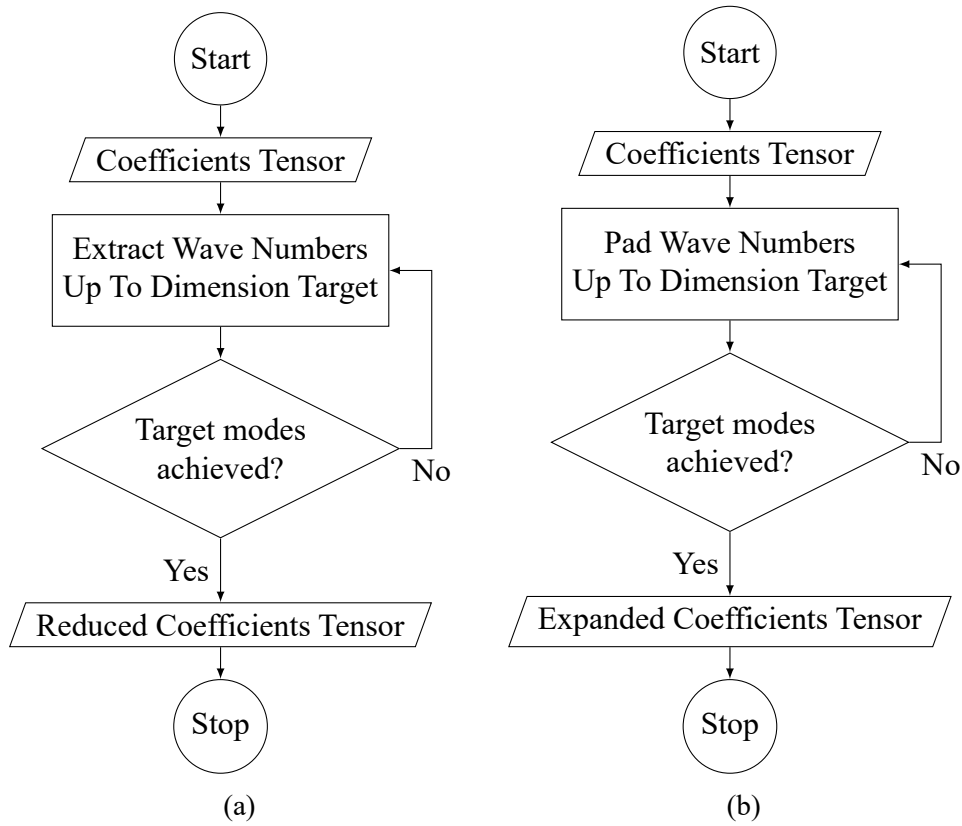 Start
Coefficients Tensor
Extract Wave Numbers
Up To Dimension Target
Target modes
achieved?
No
Yes
Reduced Coefficients Tensor
Stop
(a)
Start
Coefficients Tensor
Pad Wave Numbers
Up To Dimension Target
Target modes
achieved?
No
Yes
Expanded Coefficients Tensor
Stop
(b)